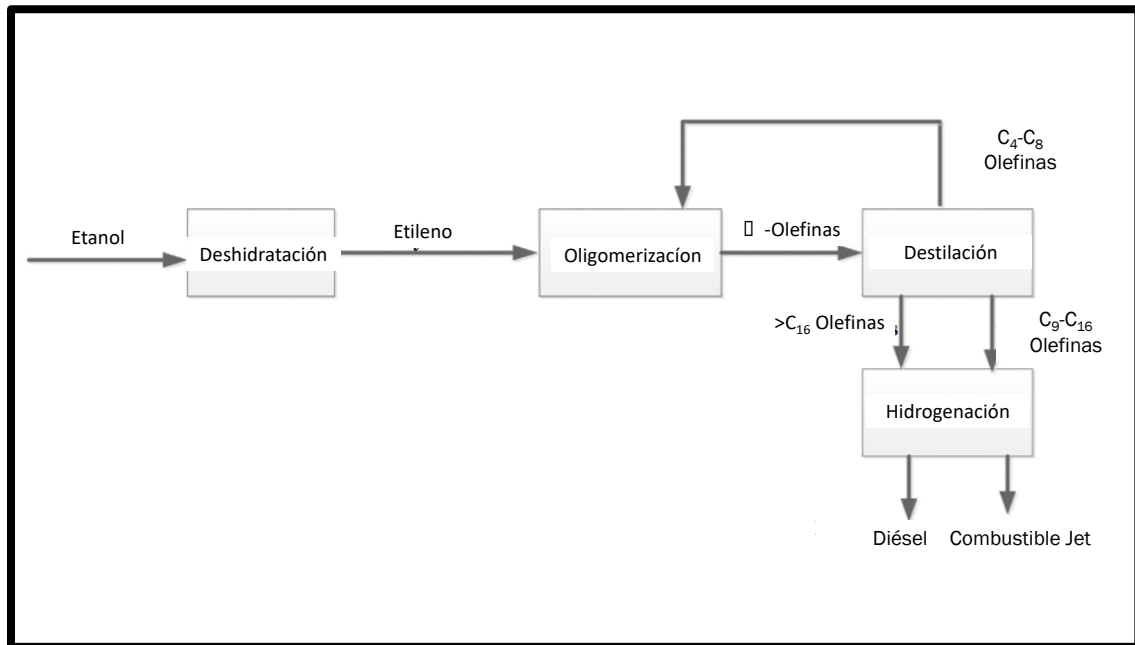 C₄-C₈
Olefinas
Etanol
Deshidratación
Etileno
Oligomerizacíon
▯ -Olefinas
Destilación
>C₁₆ Olefinas
C₉-C₁₆
Olefinas
Hidrogenación
Diésel
Combustible Jet